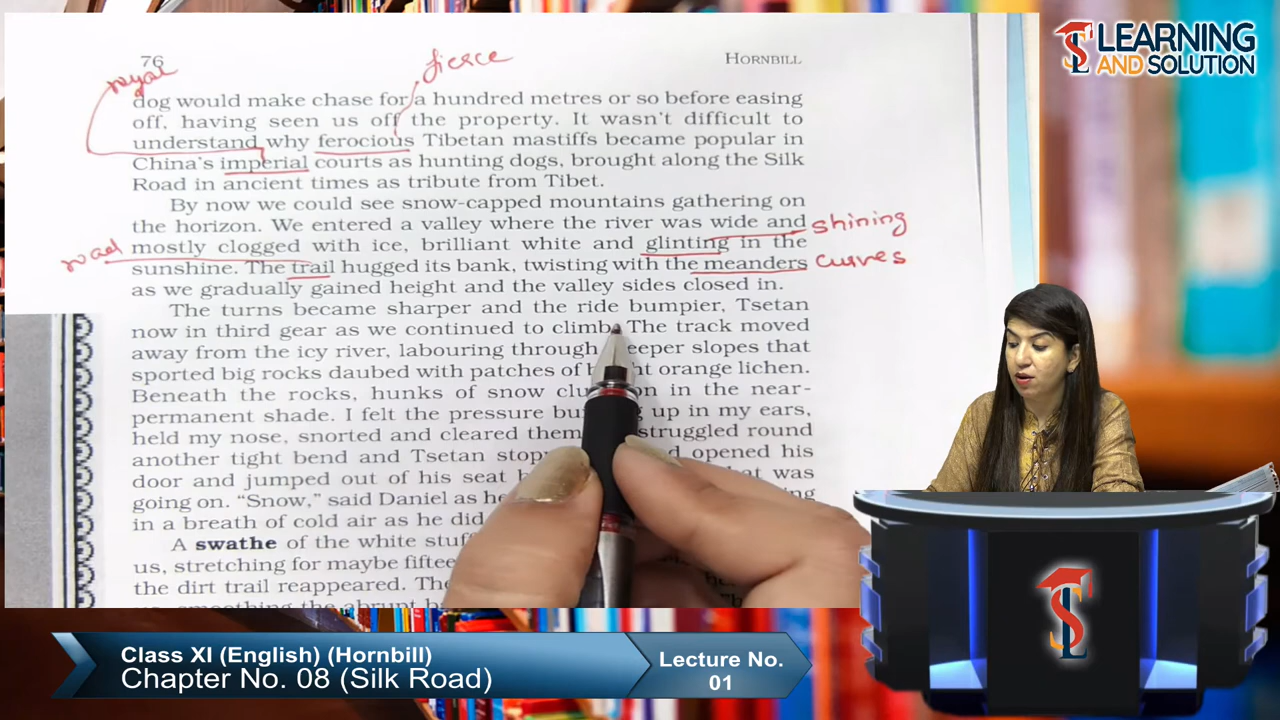 76
HORNBILL
royal
fierce
dog would make chase for a hundred metres or so before easing
off, having seen us off the property. It wasn't difficult to
understand why ferocious Tibetan mastiffs became popular in
China's imperial courts as hunting dogs, brought along the Silk
Road in ancient times as tribute from Tibet.
By now we could see snow-capped mountains gathering on
the horizon. We entered a valley where the river was wide and
shining
mostly clogged with ice, brilliant white and glinting in the
road
sunshine. The trail hugged its bank, twisting with the meanders
curves
as we gradually gained height and the valley sides closed in.
The turns became sharper and the ride bumpier, Tsetan
now in third gear as we continued to climb. The track moved
away from the icy river, labouring through slopes that
sported big rocks daubed with patches of orange lichen.
Beneath the rocks, hunks of snow on in the near-
permanent shade. I felt the pressure up in my ears,
held my nose, snorted and cleared them struggled round
another tight bend and Tsetan opened his
door and jumped out of his seat was
going on. "Snow," said Daniel as he
in a breath of cold air as he did
A swathe of the white stuff
us, stretching for maybe
the dirt trail reappeared.
smoothing the abrupt
LEARNING
AND SOLUTION
Class XI (English) (Hornbill)
Chapter No. 08 (Silk Road)
Lecture No.
01